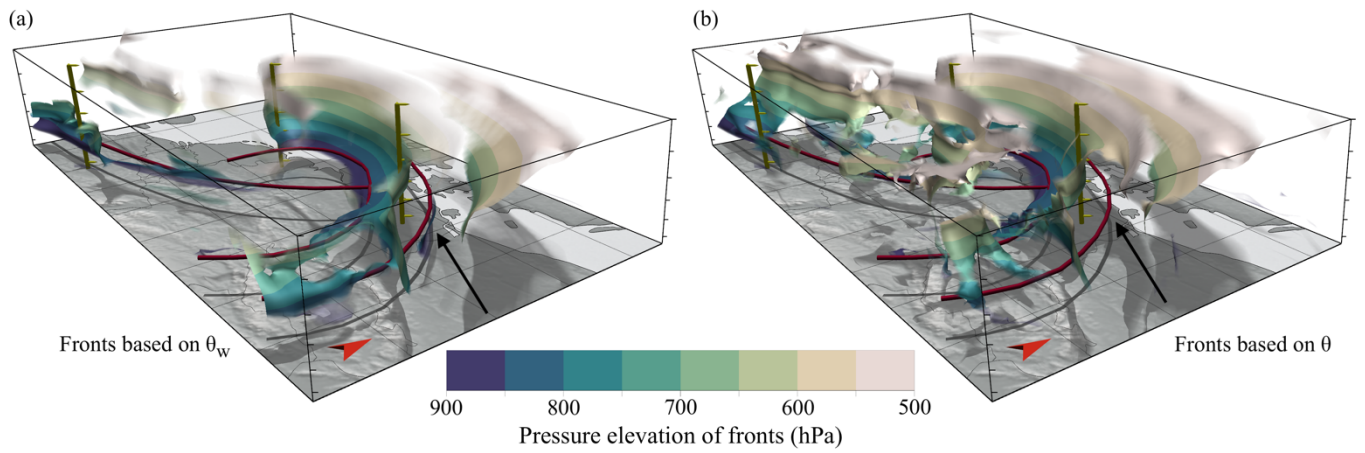 (a)
(b)
Fronts based on θw
Fronts based on θ
900 800 700 600 500
Pressure elevation of fronts (hPa)